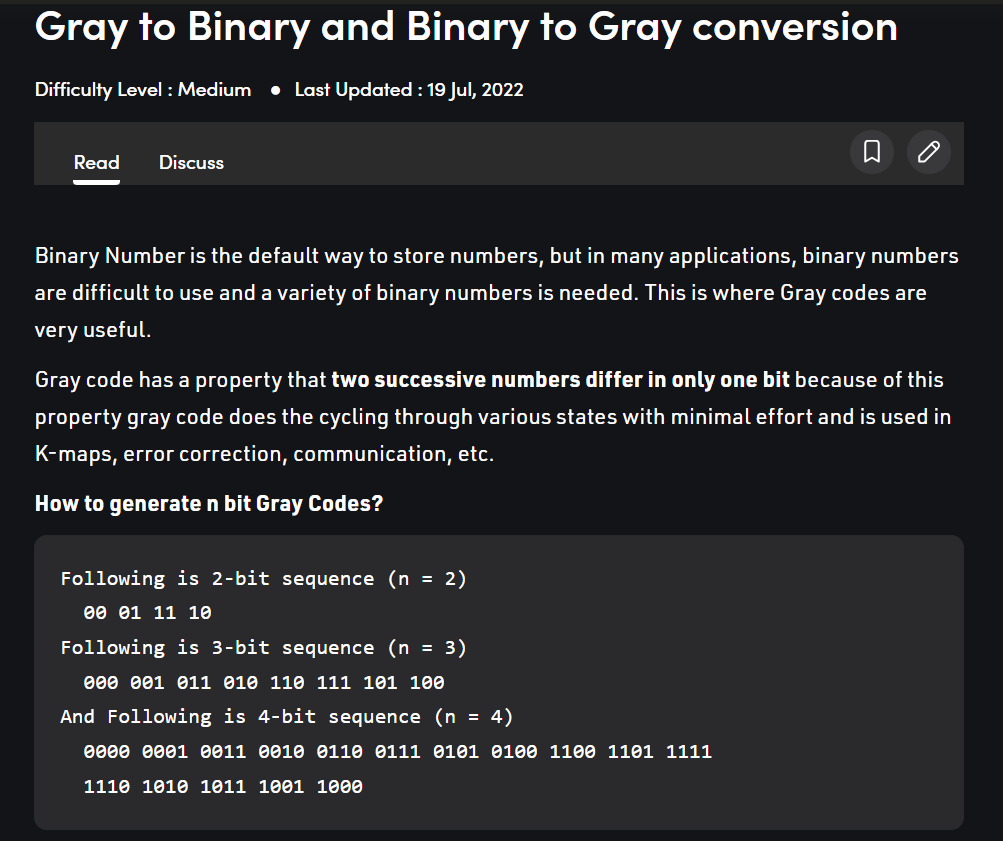 Gray to Binary and Binary to Gray conversion
Difficulty Level : Medium ● Last Updated : 19 Jul, 2022
Read Discuss
Binary Number is the default way to store numbers, but in many applications, binary numbers
are difficult to use and a variety of binary numbers is needed. This is where Gray codes are
very useful.
Gray code has a property that two successive numbers differ in only one bit because of this
property gray code does the cycling through various states with minimal effort and is used in
K-maps, error correction, communication, etc.
How to generate n bit Gray Codes?
Following is 2-bit sequence (n = 2)
00 01 11 10
Following is 3-bit sequence (n = 3)
000 001 011 010 110 111 101 100
And Following is 4-bit sequence (n = 4)
0000 0001 0011 0010 0110 0111 0101 0100 1100 1101 1111
1110 1010 1011 1001 1000